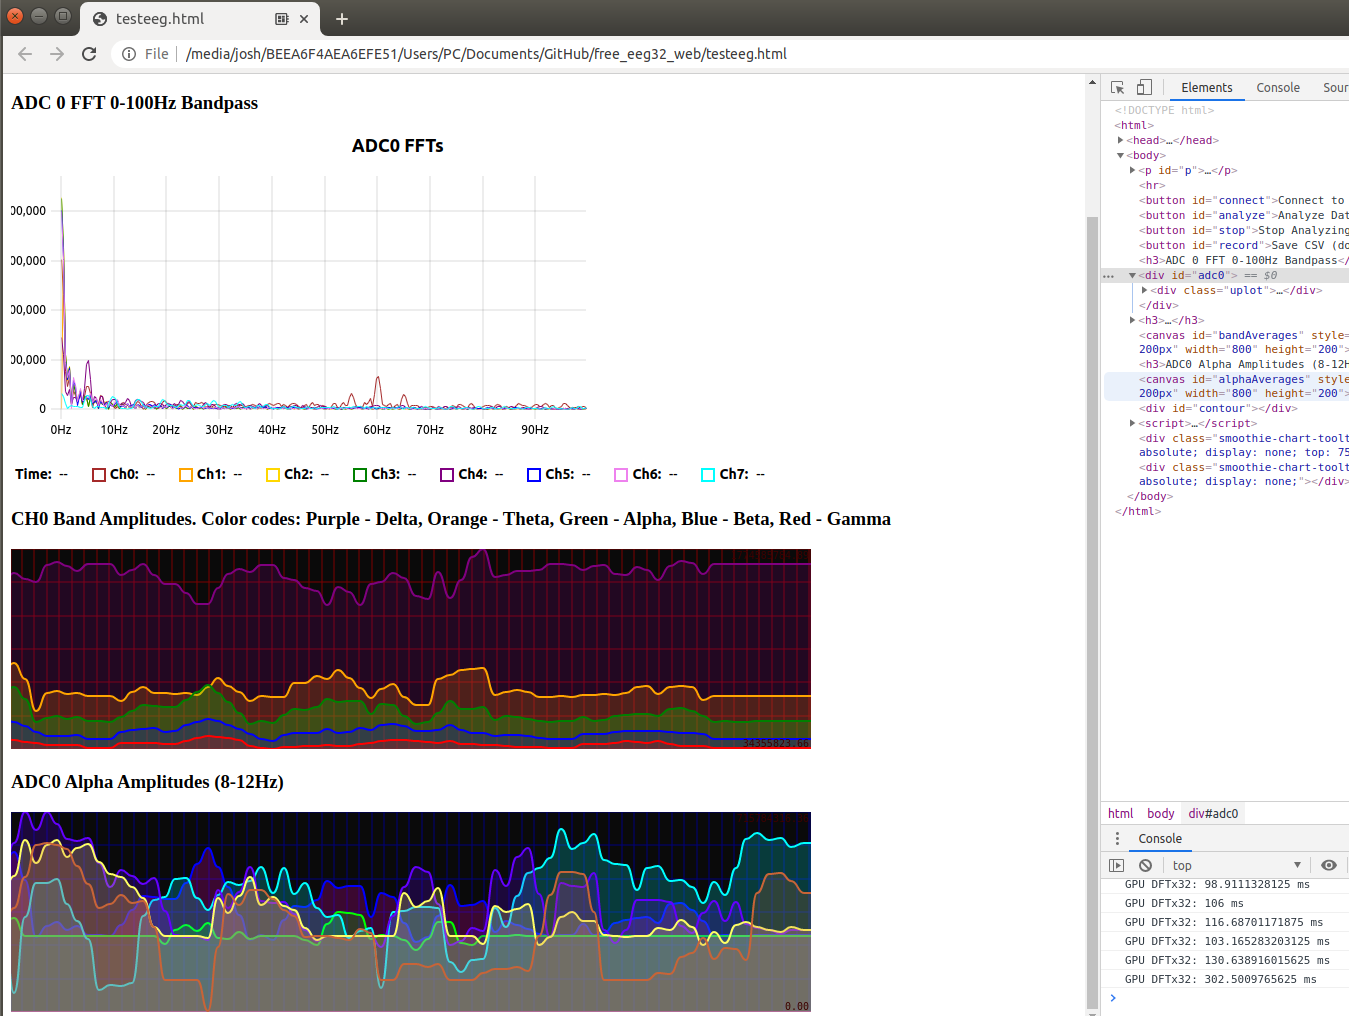 testeeg.html
File
/media/josh/BEEA6F4AEA6EFE51/Users/PC/Documents/GitHub/free_eeg32_web/testeeg.html
ADC 0 FFT 0-100Hz Bandpass
ADC0 FFTs
00,000
00,000
00,000
00,000
0
0Hz 10Hz 20Hz 30Hz 40Hz 50Hz 60Hz 70Hz 80Hz 90Hz
Time: -- Ch0: -- Ch1: -- Ch2: -- Ch3: -- Ch4: -- Ch5: -- Ch6: -- Ch7: --
CH0 Band Amplitudes. Color codes: Purple - Delta, Orange - Theta, Green - Alpha, Blue - Beta, Red - Gamma
34355823.66
ADC0 Alpha Amplitudes (8-12Hz)
0.00
Elements Console Sour
<!DOCTYPE html>
<html>
<head>…</head>
<body>
<p id="p">…</p>
<hr>
<button id="connect">Connect to
<button id="analyze">Analyze Dat
<button id="stop">Stop Analyzing
<button id="record">Save CSV (do
<h3>ADC 0 FFT 0-100Hz Bandpass</
<div id="adc0"> == $0
<div class="uplot">…</div>
</div>
<h3>…</h3>
<canvas id="bandAverages" style=
200px" width="800" height="200">
<h3>ADC0 Alpha Amplitudes (8-12H
<canvas id="alphaAverages" style
200px" width="800" height="200">
<div id="contour"></div>
<script>…</script>
<div class="smoothie-chart-toolt
absolute; display: none; top: 75
<div class="smoothie-chart-toolt
absolute; display: none;"></div>
</body>
</html>
html body div#adc0
Console
top
GPU DFTx32: 98.9111328125 ms
GPU DFTx32: 106 ms
GPU DFTx32: 116.68701171875 ms
GPU DFTx32: 103.165283203125 ms
GPU DFTx32: 130.638916015625 ms
GPU DFTx32: 302.5009765625 ms